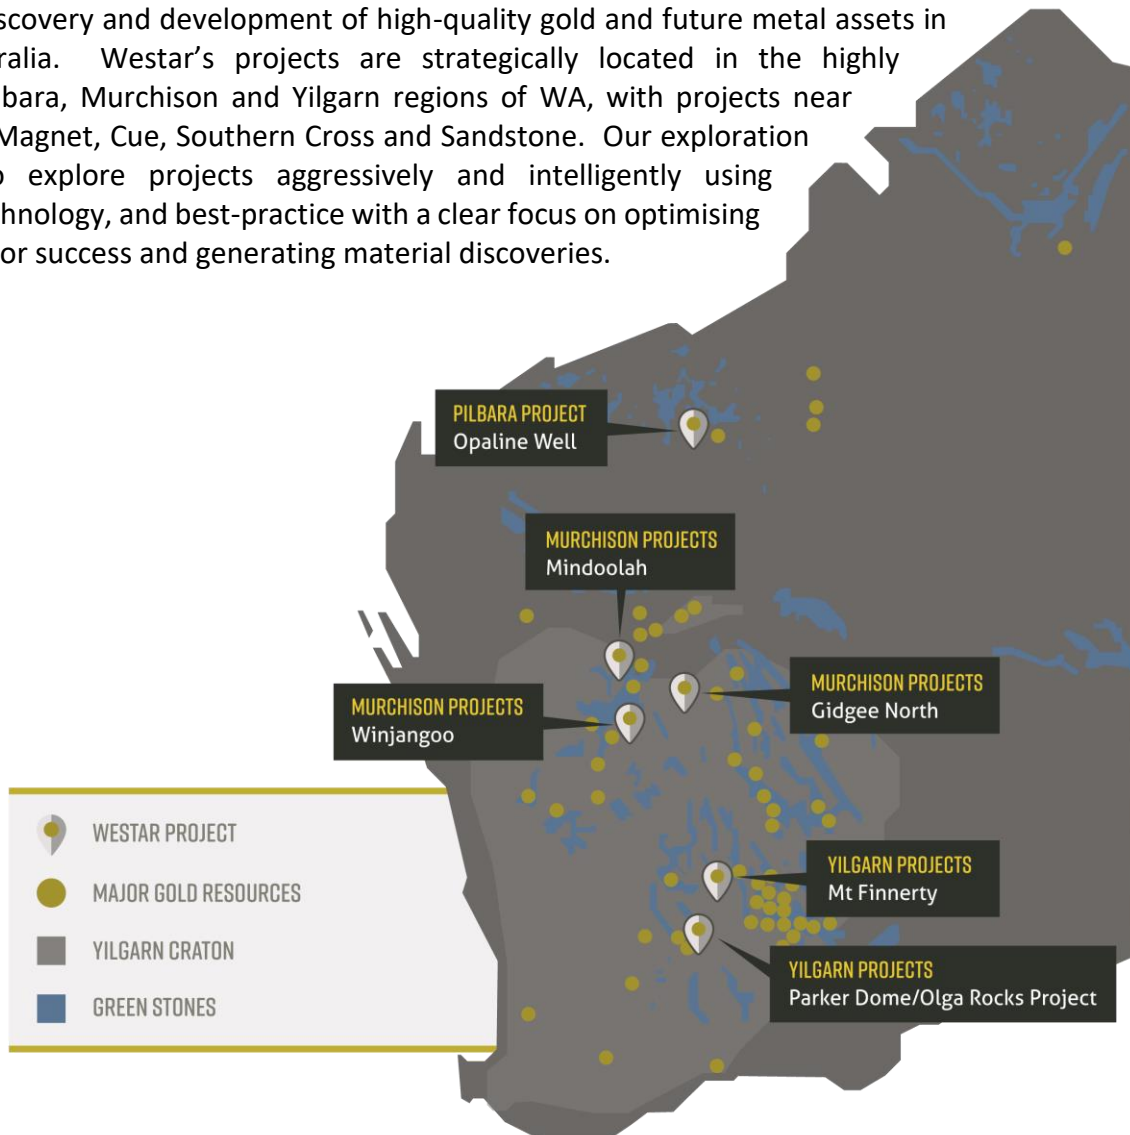 scovery and development of high-quality gold and future metal assets in
ralia. Westar's projects are strategically located in the highly
bara, Murchison and Yilgarn regions of WA, with projects near
Magnet, Cue, Southern Cross and Sandstone. Our exploration
o explore projects aggressively and intelligently using
chnology, and best-practice with a clear focus on optimising
or success and generating material discoveries.
PILBARA PROJECT
Opaline Well
MURCHISON PROJECTS
Mindoolah
MURCHISON PROJECTS
Gidgee North
MURCHISON PROJECTS
Winjangoo
WESTAR PROJECT
MAJOR GOLD RESOURCES
YILGARN CRATON
GREEN STONES
YILGARN PROJECTS
Mt Finnerty
YILGARN PROJECTS
Parker Dome/Olga Rocks Project